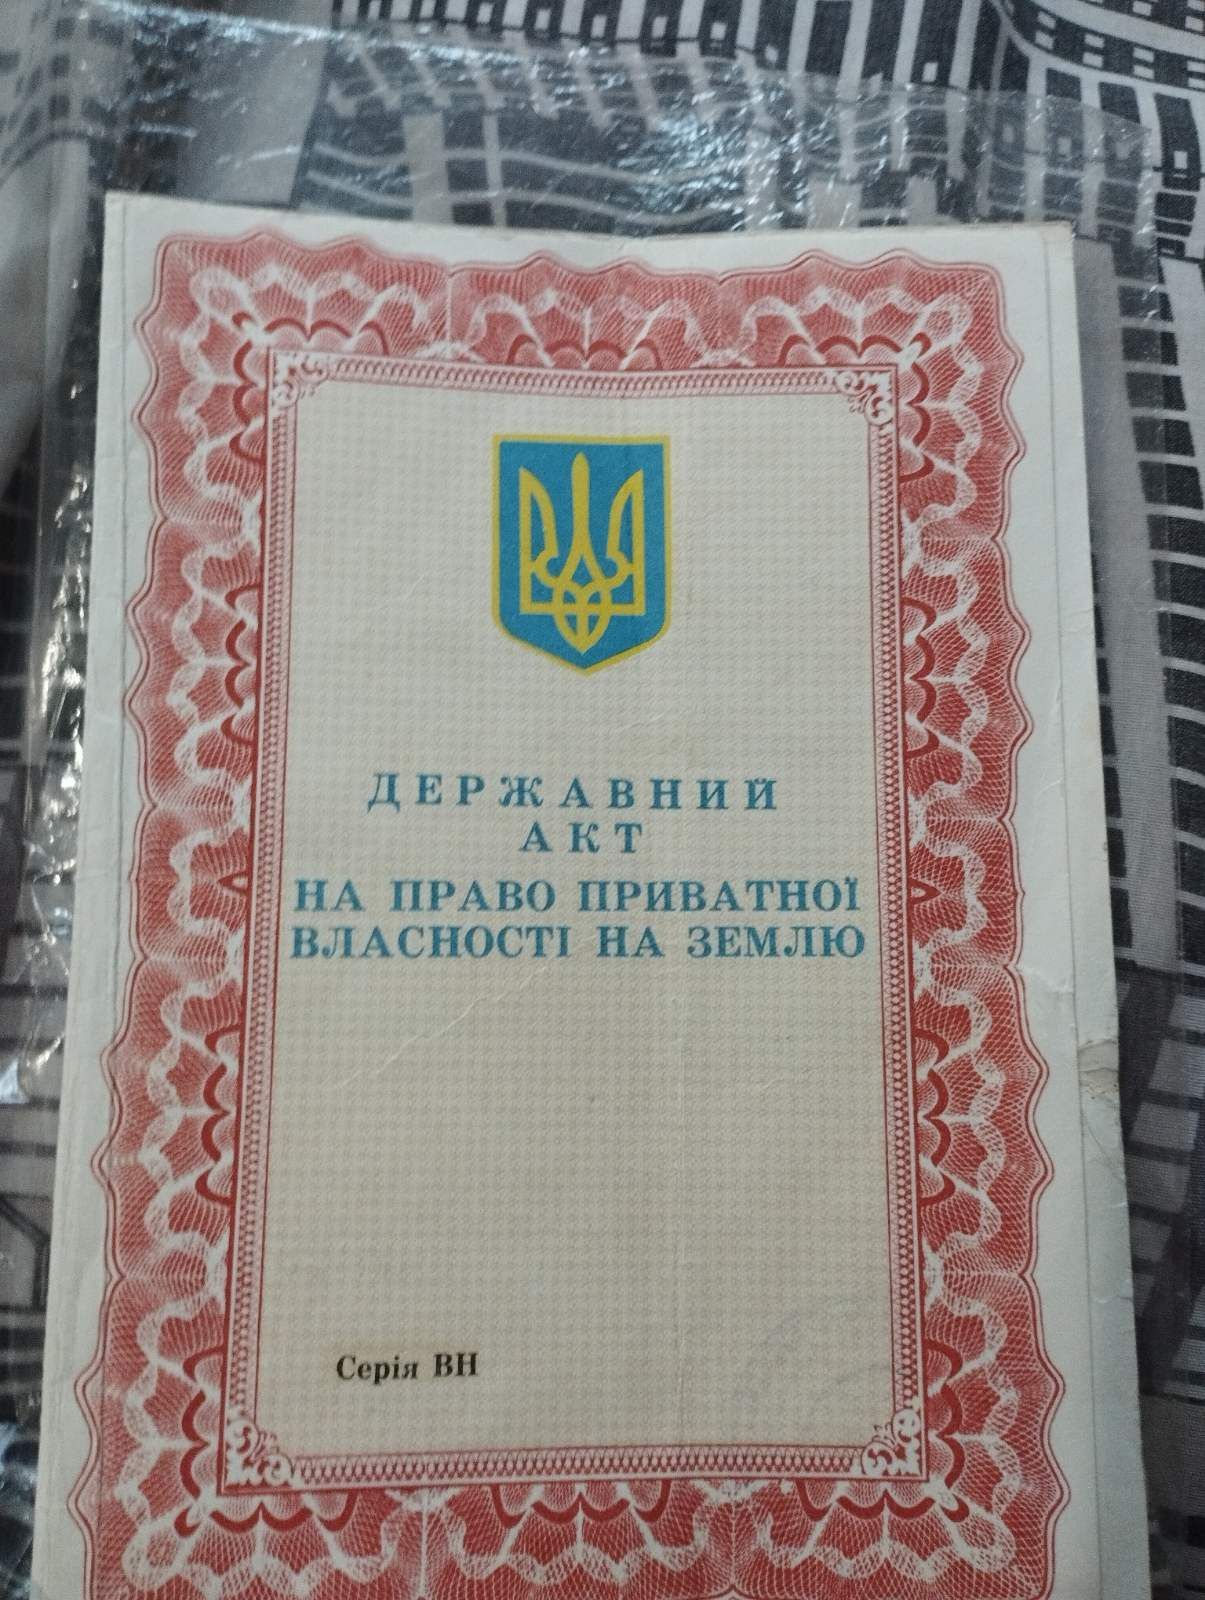 ДЕРЖАВНИЙ
АКТ
НА ПРАВО ПРИВАТНОЇ
ВЛАСНОСТІ НА ЗЕМЛЮ
Серія ВН